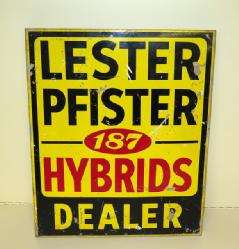 LESTER
PFISTER
187
HYBRIDS
DEALER